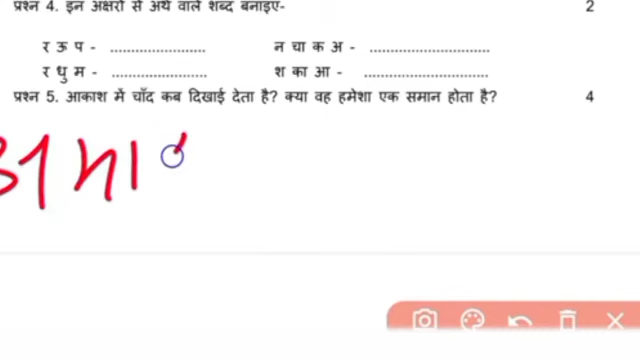 प्रश्न 4. इन अक्षरों से अर्थ वाले शब्द बनाइए- 2
र ऊ प - ........................ न चा क अ - ..............................
र धु म - ........................ श का आ - ...............................
प्रश्न 5. आकाश में चाँद कब दिखाई देता है? क्या वह हमेशा एक समान होता है? 4